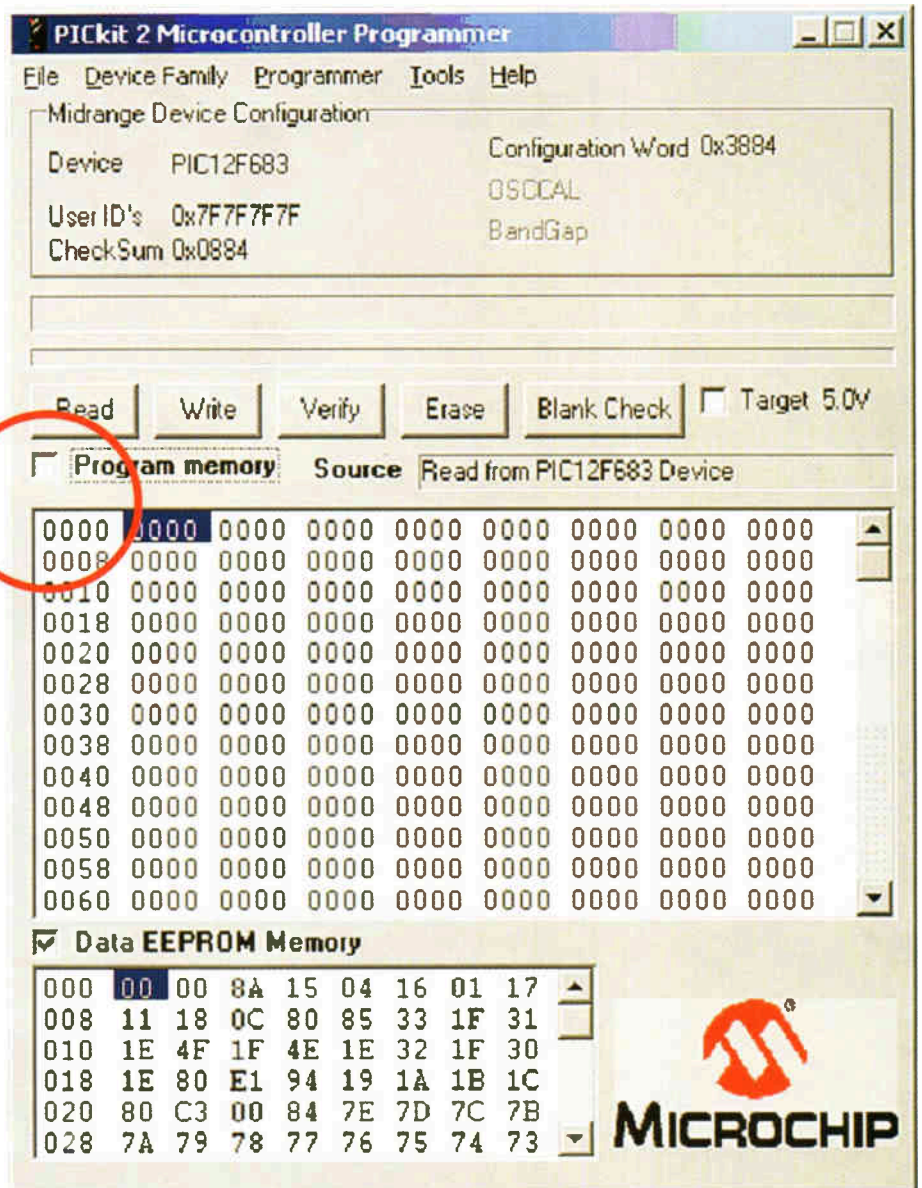 PICkit 2 Microcontroller Programmer
File Device Family Programmer Tools Help
Midrange Device Configuration
Device PIC12F683
Configuration Word 0x3884
OSCCAL
User ID's 0x7F7F7F7F
BandGap
CheckSum 0x0884
Read Write Verify Erase Blank Check Target 5.0V
Program memory Source Read from PIC12F683 Device
0000 0000 0000 0000 0000 0000 0000 0000 0000
0008 0000 0000 0000 0000 0000 0000 0000 0000
0010 0000 0000 0000 0000 0000 0000 0000 0000
0018 0000 0000 0000 0000 0000 0000 0000 0000
0020 0000 0000 0000 0000 0000 0000 0000 0000
0028 0000 0000 0000 0000 0000 0000 0000 0000
0030 0000 0000 0000 0000 0000 0000 0000 0000
0038 0000 0000 0000 0000 0000 0000 0000 0000
0040 0000 0000 0000 0000 0000 0000 0000 0000
0048 0000 0000 0000 0000 0000 0000 0000 0000
0050 0000 0000 0000 0000 0000 0000 0000 0000
0058 0000 0000 0000 0000 0000 0000 0000 0000
0060 0000 0000 0000 0000 0000 0000 0000 0000
Data EEPROM Memory
000 00 00 8A 15 04 16 01 17
008 11 18 0C 80 85 33 1F 31
010 1E 4F 1F 4E 1E 32 1F 30
018 1E 80 E1 94 19 1A 1B 1C
020 80 C3 00 84 7E 7D 7C 7B
028 7A 79 78 77 76 75 74 73
®
MICROCHIP